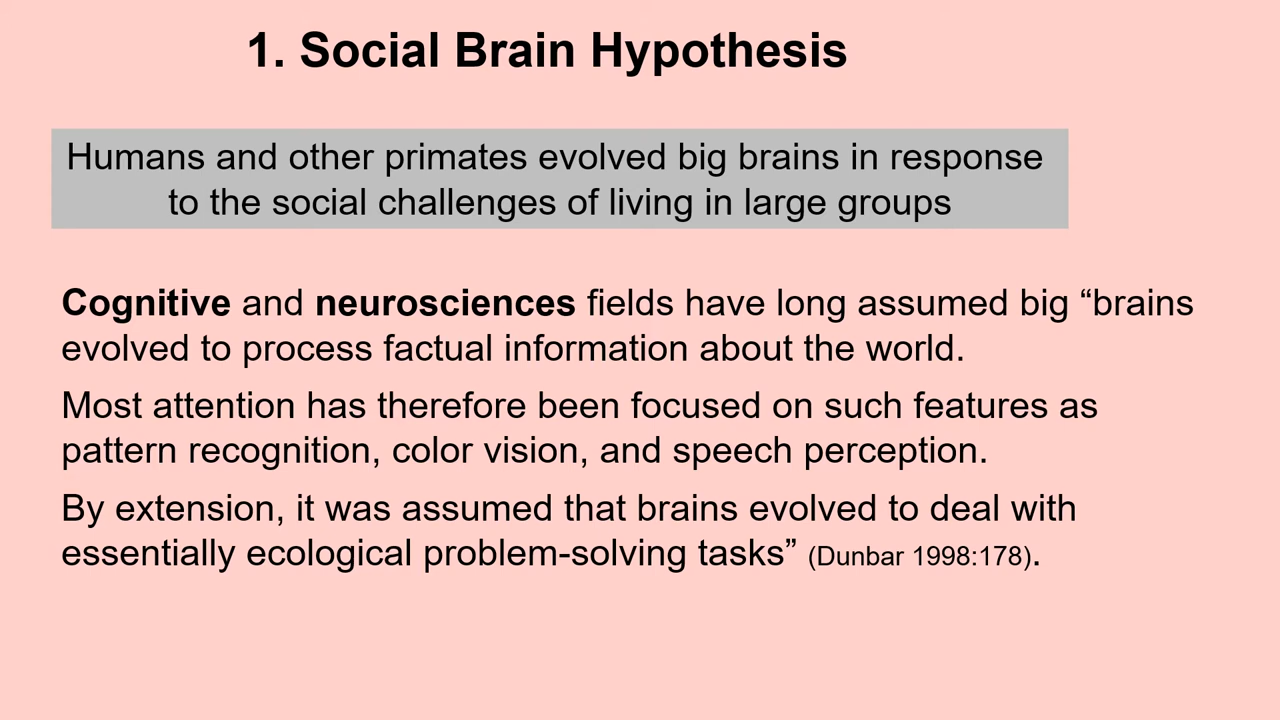 1. Social Brain Hypothesis
Humans and other primates evolved big brains in response
to the social challenges of living in large groups
Cognitive and neurosciences fields have long assumed big “brains
evolved to process factual information about the world.
Most attention has therefore been focused on such features as
pattern recognition, color vision, and speech perception.
By extension, it was assumed that brains evolved to deal with
essentially ecological problem-solving tasks” (Dunbar 1998:178).